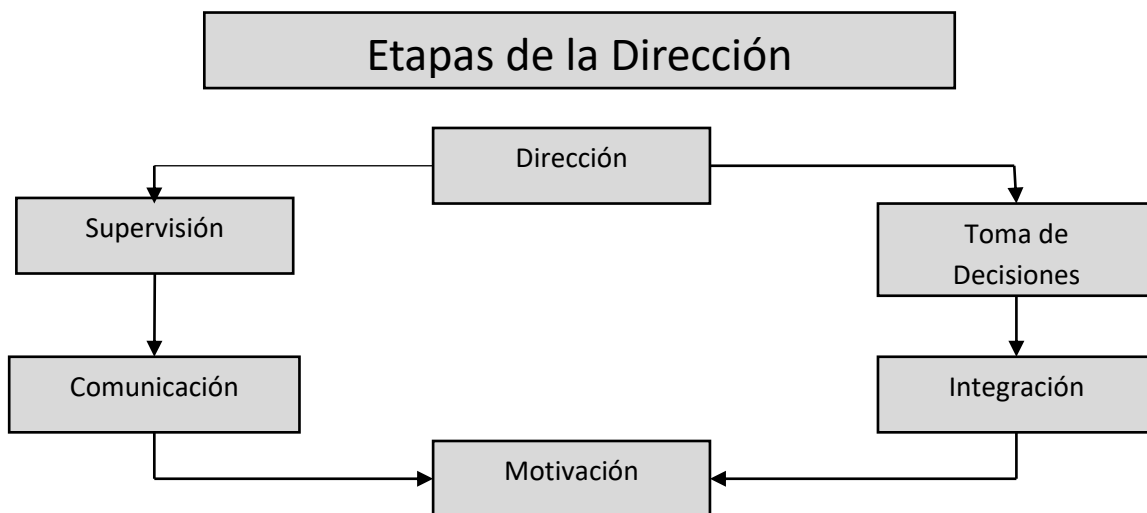 Etapas de la Dirección
Dirección
Supervisión
Toma de
Decisiones
Comunicación
Integración
Motivación